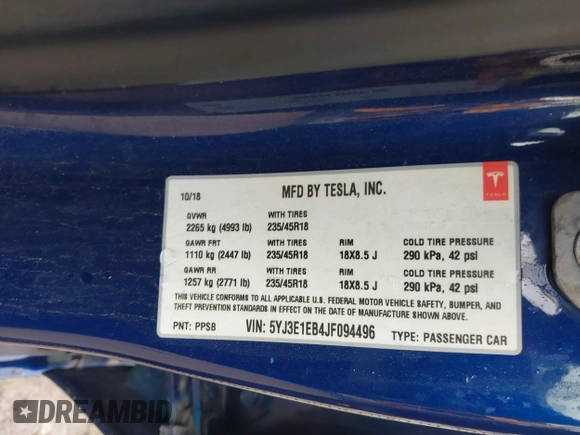 10/18 MFD BY TESLA, INC.
TESLA
GVWR WITH TIRES
2265 kg (4993 lb) 235/45R18
GAWR FRT WITH TIRES RIM COLD TIRE PRESSURE
1110 kg (2447 lb) 235/45R18 18X8.5 J 290 kPa, 42 psi
GAWR RR WITH TIRES RIM COLD TIRE PRESSURE
1257 kg (2771 lb) 235/45R18 18X8.5 J 290 kPa, 42 psi
THIS VEHICLE CONFORMS TO ALL APPLICABLE U.S. FEDERAL MOTOR VEHICLE SAFETY, BUMPER, AND
THEFT PREVENTION STANDARDS IN EFFECT ON THE DATE OF MANUFACTURE SHOWN ABOVE.
PNT: PPSB VIN: 5YJ3E1EB4JF094496 TYPE: PASSENGER CAR
DREAMBID